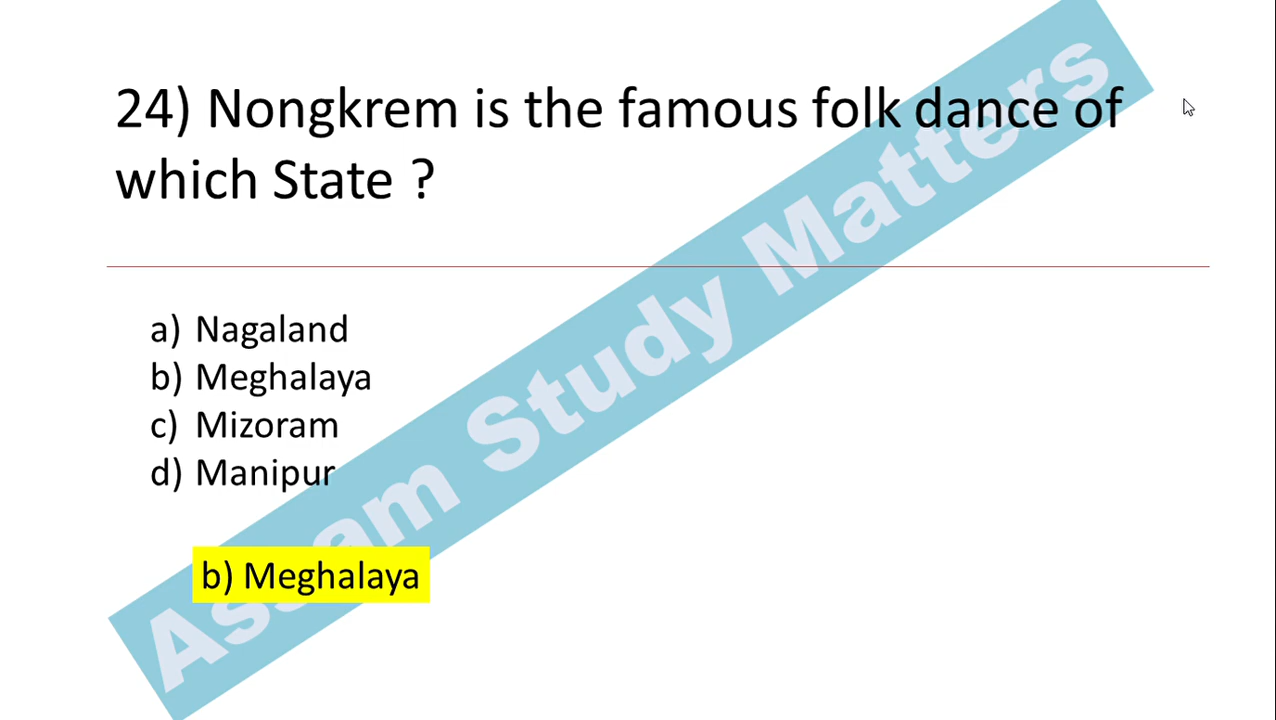 24) Nongkrem is the famous folk dance of
which State ?
a) Nagaland
b) Meghalaya
c) Mizoram
d) Manipur
b) Meghalaya
Assam Study Matters